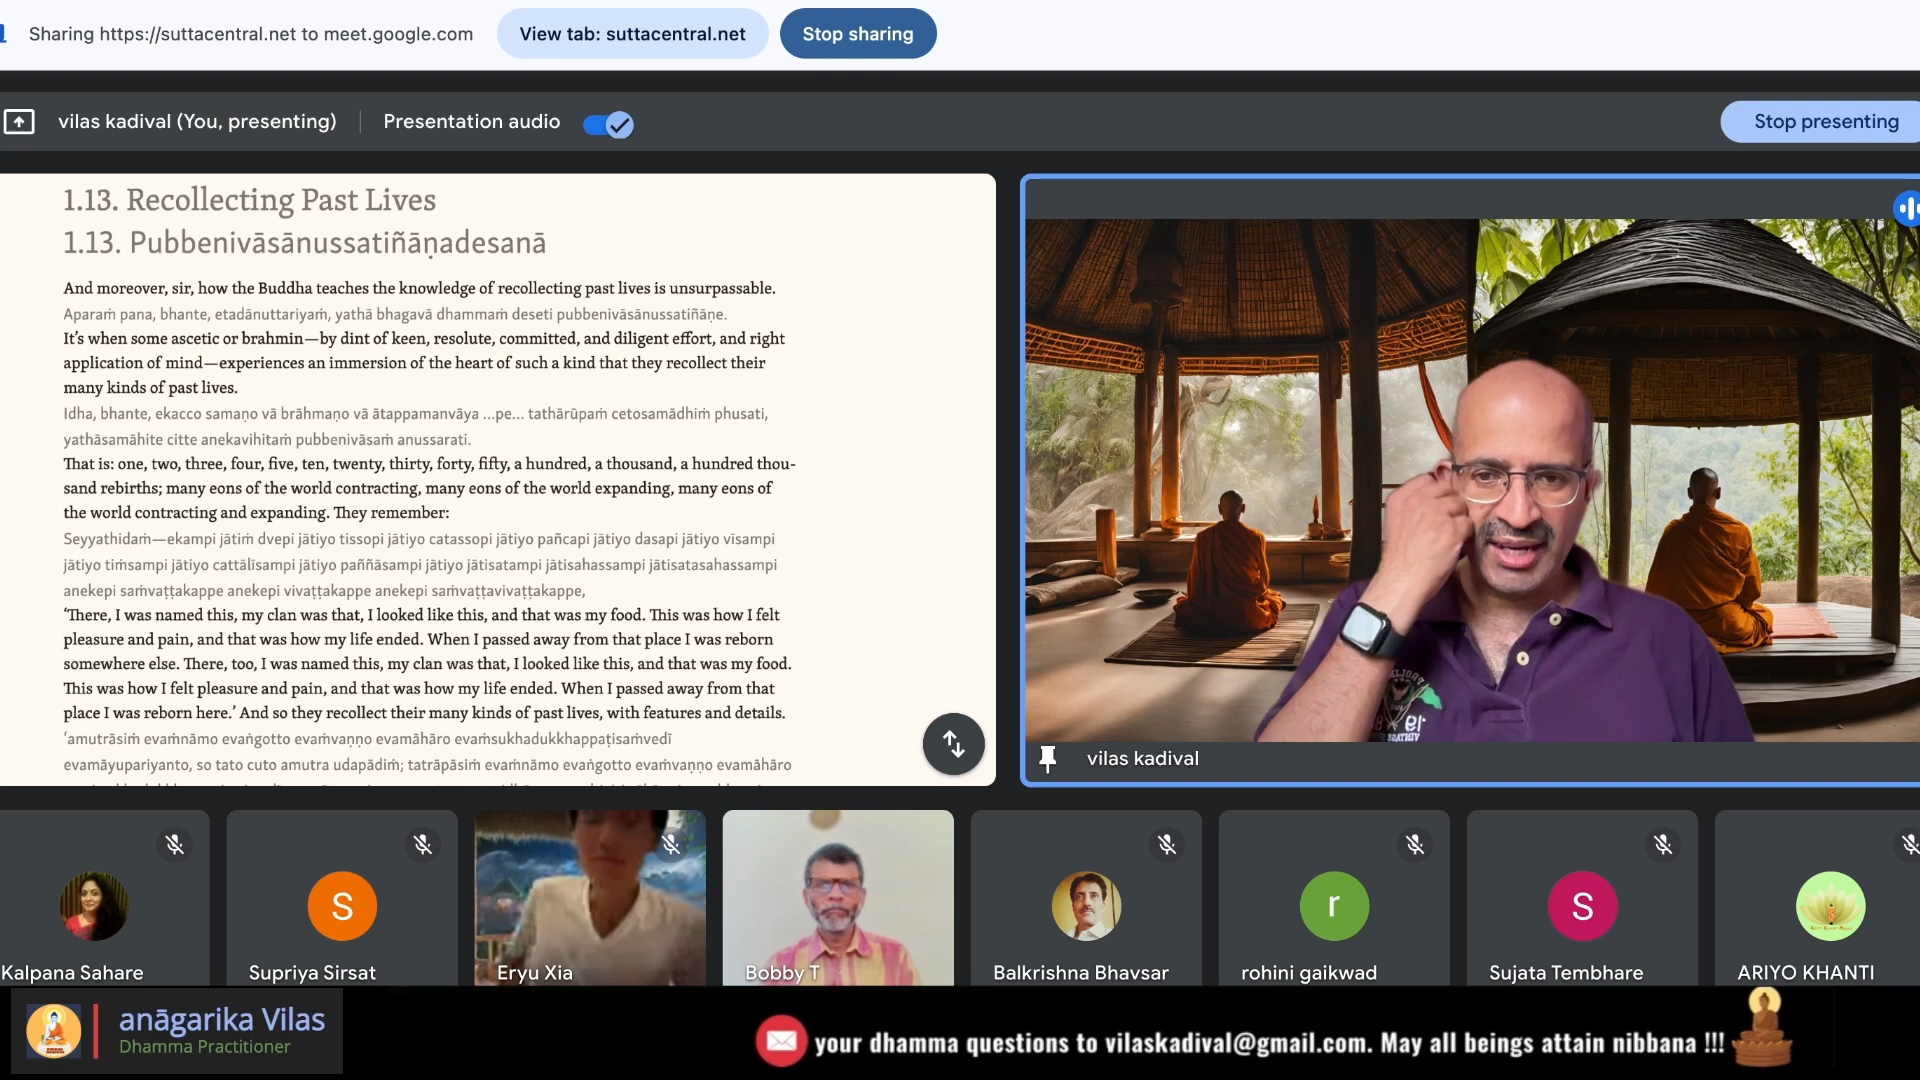 Sharing https://suttacentral.net to meet.google.com
View tab: suttacentral.net
Stop sharing
vilas kadival (You, presenting)
Presentation audio
Stop presenting
1.13. Recollecting Past Lives
1.13. Pubbenivāsānussatiñāṇadesanā
And moreover, sir, how the Buddha teaches the knowledge of recollecting past lives is unsurpassable.
Aparaṁ pana, bhante, etadānuttariyaṁ, yathā bhagavā dhammaṁ deseti pubbenivāsānussatiñāṇe.
It’s when some ascetic or brahmin—by dint of keen, resolute, committed, and diligent effort, and right
application of mind—experiences an immersion of the heart of such a kind that they recollect their
many kinds of past lives.
Idha, bhante, ekacco samaṇo vā brāhmaṇo vā ātappamanvāya …pe… tathārūpaṁ cetosamādhiṁ phusati,
yathāsamāhite citte anekavihitaṁ pubbenivāsaṁ anussarati.
That is: one, two, three, four, five, ten, twenty, thirty, forty, fifty, a hundred, a thousand, a hundred thou-
sand rebirths; many eons of the world contracting, many eons of the world expanding, many eons of
the world contracting and expanding. They remember:
Seyyathidaṁ—ekampi jātiṁ dvepi jātiyo tissopi jātiyo catassopi jātiyo pañcapi jātiyo dasapi jātiyo vīsampi
jātiyo tiṁsampi jātiyo cattālīsampi jātiyo paññāsampi jātiyo jātisatampi jātisahassampi jātisatasahassampi
anekepi saṁvaṭṭakappe anekepi vivaṭṭakappe anekepi saṁvaṭṭavivaṭṭakappe,
‘There, I was named this, my clan was that, I looked like this, and that was my food. This was how I felt
pleasure and pain, and that was how my life ended. When I passed away from that place I was reborn
somewhere else. There, too, I was named this, my clan was that, I looked like this, and that was my food.
This was how I felt pleasure and pain, and that was how my life ended. When I passed away from that
place I was reborn here.’ And so they recollect their many kinds of past lives, with features and details.
‘amutrāsiṁ evaṁnāmo evaṅgotto evaṁvaṇṇo evamāhāro evaṁsukhadukkhappaṭisaṁvedī
evamāyupariyanto, so tato cuto amutra udapādiṁ; tatrāpāsiṁ evaṁnāmo evaṅgotto evaṁvaṇṇo evamāhāro
vilas kadival
Kalpana Sahare
S
Supriya Sirsat
Eryu Xia
Bobby T
Balkrishna Bhavsar
r
rohini gaikwad
S
Sujata Tembhare
ARIYO KHANTI
anāgarika Vilas
Dhamma Practitioner
your dhamma questions to vilaskadival@gmail.com. May all beings attain nibbana !!!